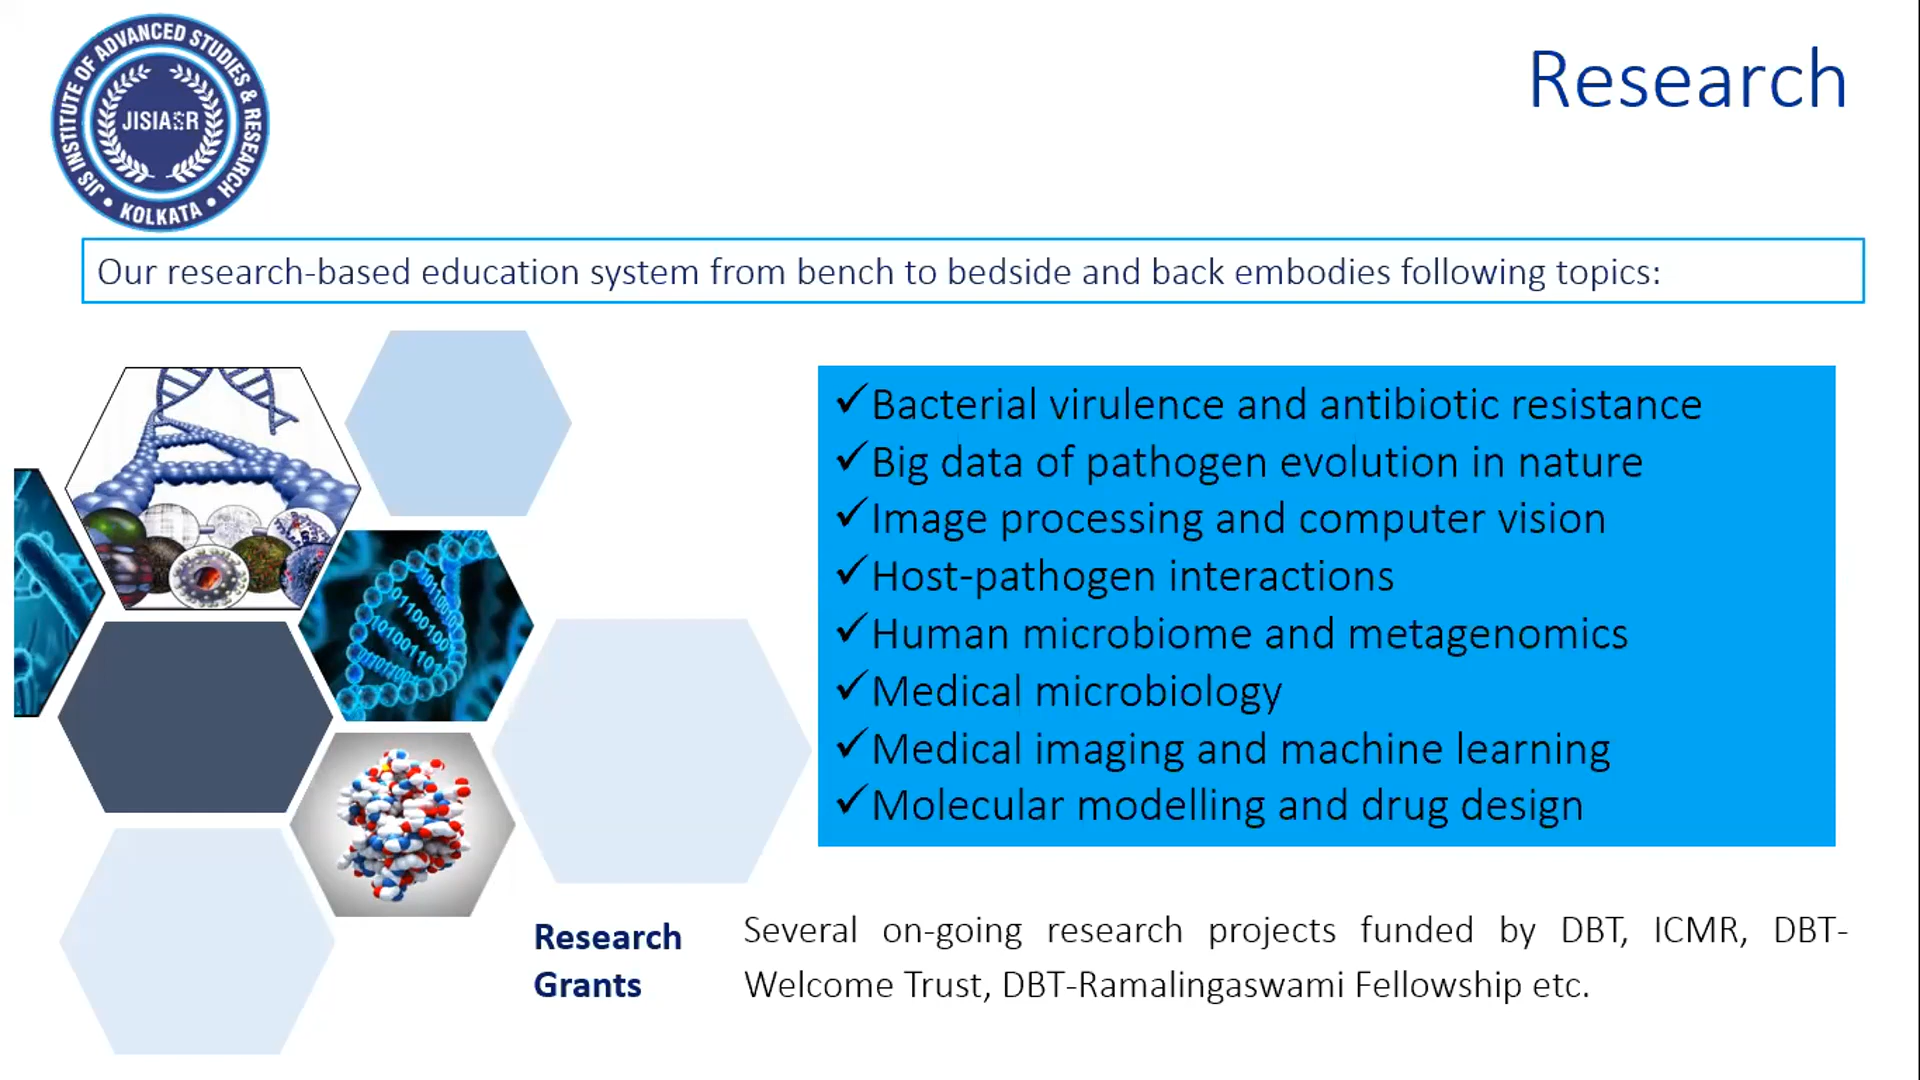 JIS INSTITUTE OF ADVANCED STUDIES & RESEARCH
JISIASR
• KOLKATA •
Research
Our research-based education system from bench to bedside and back embodies following topics:
✓Bacterial virulence and antibiotic resistance
✓Big data of pathogen evolution in nature
✓Image processing and computer vision
✓Host-pathogen interactions
✓Human microbiome and metagenomics
✓Medical microbiology
✓Medical imaging and machine learning
✓Molecular modelling and drug design
Research
Grants
Several on-going research projects funded by DBT, ICMR, DBT-
Welcome Trust, DBT-Ramalingaswami Fellowship etc.